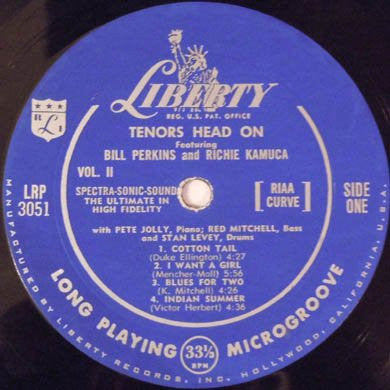 LIBERTY
REG. U.S. PAT. OFFICE
TENORS HEAD ON
Featuring
BILL PERKINS and RICHIE KAMUCA
VOL. II
R L I
LRP
3051
SPECTRA-SONIC-SOUND
THE ULTIMATE IN
HIGH FIDELITY
[ RIAA
CURVE ]
SIDE
ONE
with PETE JOLLY, Piano; RED MITCHELL, Bass
and STAN LEVEY, Drums
1. COTTON TAIL
(Duke Ellington) 4:27
2. I WANT A GIRL
(Mencher-Moll) 5:56
3. BLUES FOR TWO
(K. Mitchell) 4:26
4. INDIAN SUMMER
(Victor Herbert) 4:36
LONG PLAYING 33⅓ RPM MICROGROOVE
MANUFACTURED BY LIBERTY RECORDS, INC. HOLLYWOOD, CALIFORNIA, U.S.A.